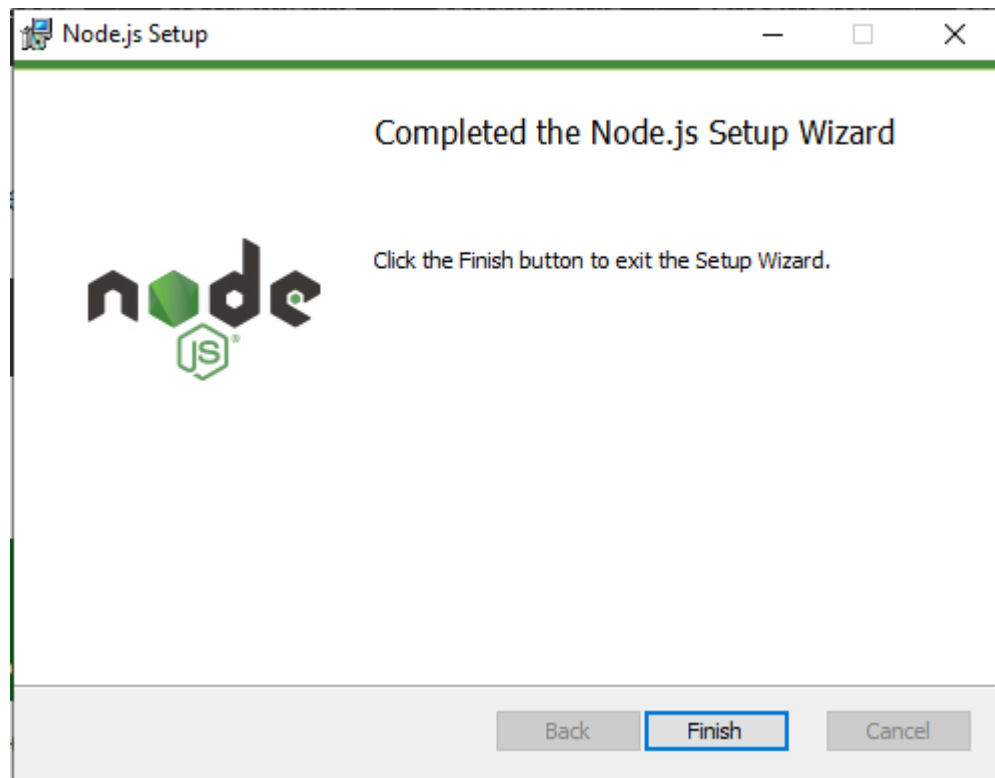 Node.js Setup
Completed the Node.js Setup Wizard
Click the Finish button to exit the Setup Wizard.
node
JS®
Back Finish Cancel